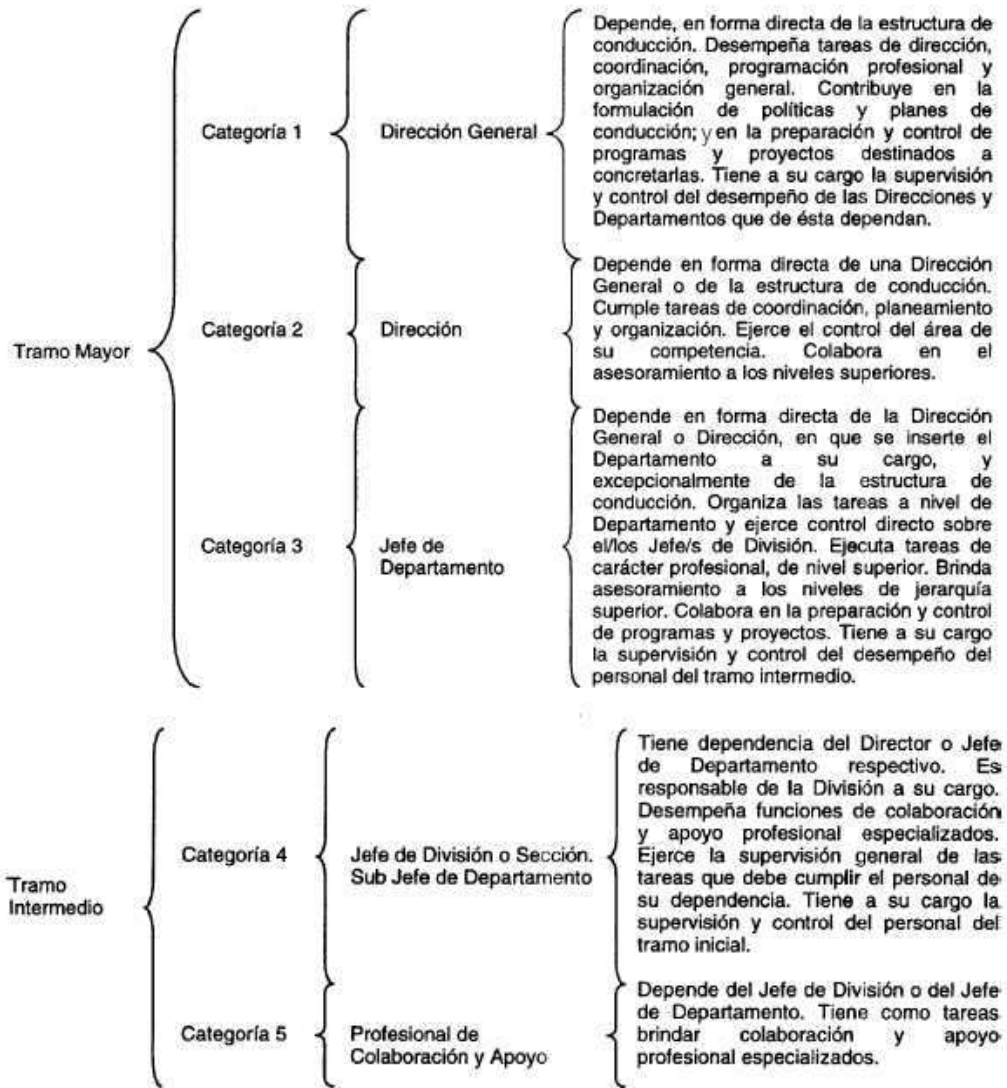 Tramo Mayor
Categoría 1
Dirección General
Depende, en forma directa de la estructura de
conducción. Desempeña tareas de dirección,
coordinación, programación profesional y
organización general. Contribuye en la
formulación de políticas y planes de
conducción; y en la preparación y control de
programas y proyectos destinados a
concretarlas. Tiene a su cargo la supervisión
y control del desempeño de las Direcciones y
Departamentos que de ésta dependan.
Categoría 2
Dirección
Depende en forma directa de una Dirección
General o de la estructura de conducción.
Cumple tareas de coordinación, planeamiento
y organización. Ejerce el control del área de
su competencia. Colabora en el
asesoramiento a los niveles superiores.
Categoría 3
Jefe de
Departamento
Depende en forma directa de la Dirección
General o Dirección, en que se inserte el
Departamento a su cargo, y
excepcionalmente de la estructura de
conducción. Organiza las tareas a nivel de
Departamento y ejerce control directo sobre
el/los Jefe/s de División. Ejecuta tareas de
carácter profesional, de nivel superior. Brinda
asesoramiento a los niveles de jerarquía
superior. Colabora en la preparación y control
de programas y proyectos. Tiene a su cargo
la supervisión y control del desempeño del
personal del tramo intermedio.
Tramo
Intermedio
Categoría 4
Jefe de División o Sección.
Sub Jefe de Departamento
Tiene dependencia del Director o Jefe
de Departamento respectivo. Es
responsable de la División a su cargo.
Desempeña funciones de colaboración
y apoyo profesional especializados.
Ejerce la supervisión general de las
tareas que debe cumplir el personal de
su dependencia. Tiene a su cargo la
supervisión y control del personal del
tramo inicial.
Categoría 5
Profesional de
Colaboración y Apoyo
Depende del Jefe de División o del Jefe
de Departamento. Tiene como tareas
brindar colaboración y apoyo
profesional especializados.